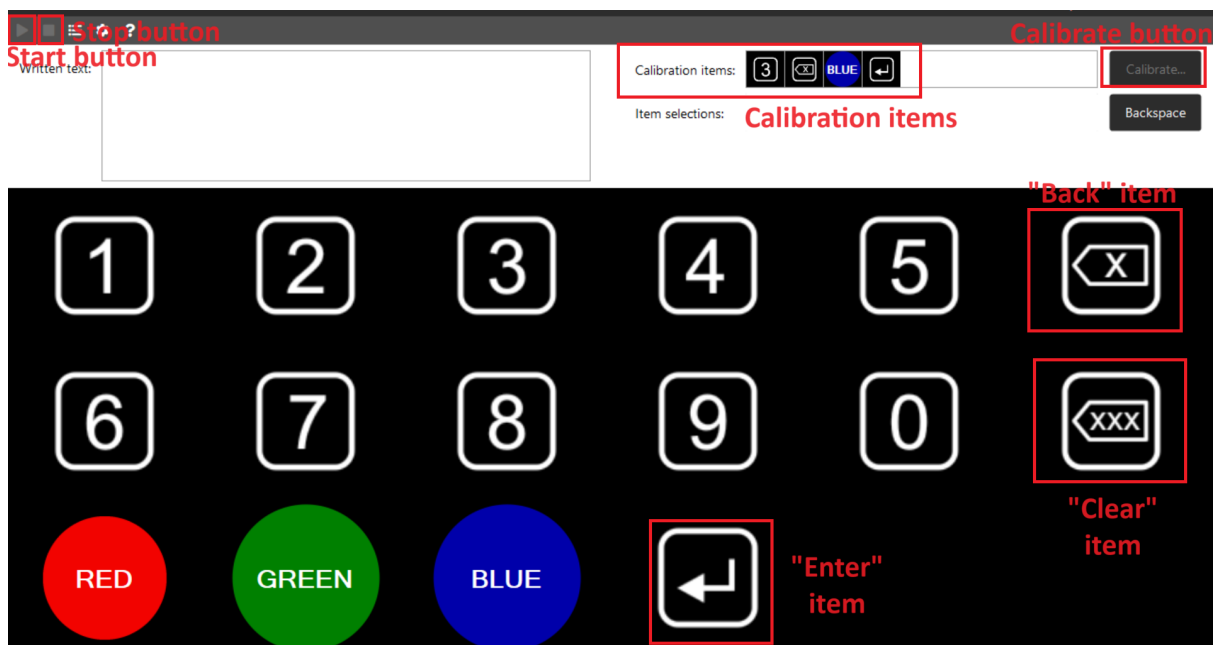 ? Stop button
Start button
Calibrate button
Written text:
Calibration items: 3 X BLUE
Calibrate...
Item selections:
Calibration items
Backspace
"Back" item
1 2 3 4 5 X
6 7 8 9 0 XXX
"Clear"
item
RED GREEN BLUE
"Enter"
item